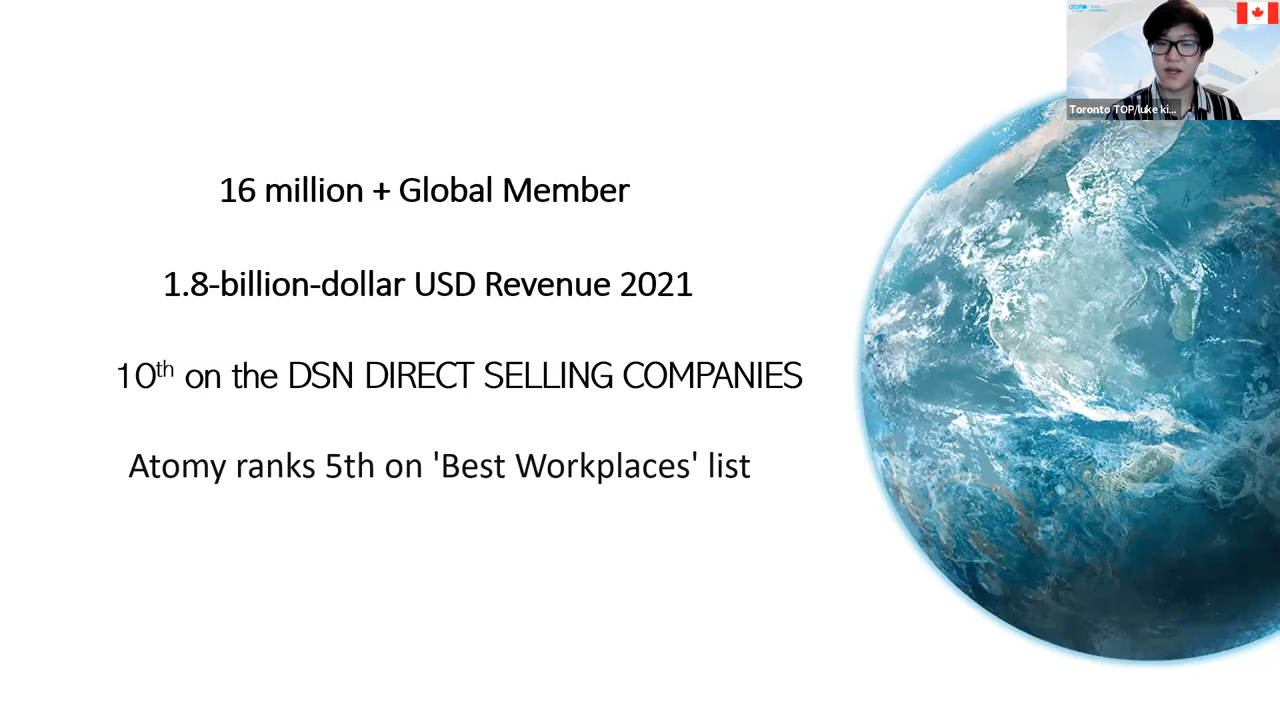 16 million + Global Member
1.8-billion-dollar USD Revenue 2021
10th on the DSN DIRECT SELLING COMPANIES
Atomy ranks 5th on 'Best Workplaces' list
Toronto TOP/luke ki...